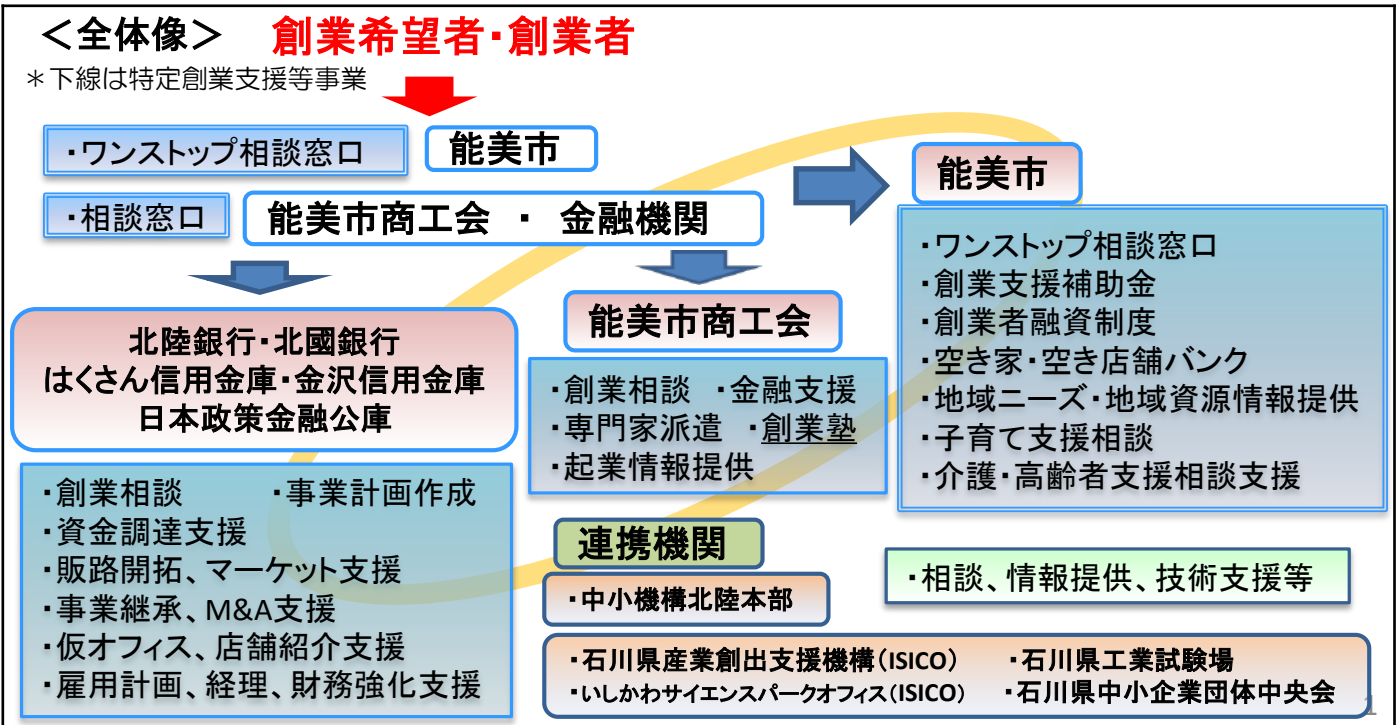 ＜全体像＞ 創業希望者・創業者
＊下線は特定創業支援等事業
・ワンストップ相談窓口 能美市
・相談窓口 能美市商工会 ・ 金融機関
北陸銀行・北國銀行
はくさん信用金庫・金沢信用金庫
日本政策金融公庫
・創業相談 ・事業計画作成
・資金調達支援
・販路開拓、マーケット支援
・事業継承、M&A支援
・仮オフィス、店舗紹介支援
・雇用計画、経理、財務強化支援
能美市商工会
・創業相談 ・金融支援
・専門家派遣 ・創業塾
・起業情報提供
能美市
・ワンストップ相談窓口
・創業支援補助金
・創業者融資制度
・空き家・空き店舗バンク
・地域ニーズ・地域資源情報提供
・子育て支援相談
・介護・高齢者支援相談支援
連携機関
・中小機構北陸本部
・相談、情報提供、技術支援等
・石川県産業創出支援機構（ISICO） ・石川県工業試験場
・いしかわサイエンスパークオフィス（ISICO） ・石川県中小企業団体中央会
1